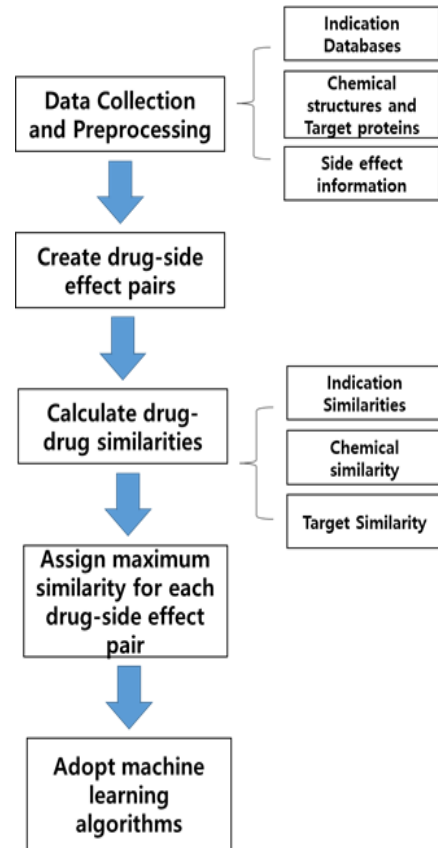 Data Collection
and Preprocessing
Indication
Databases
Chemical
structures and
Target proteins
Side effect
information
Create drug-side
effect pairs
Calculate drug-
drug similarities
Indication
Similarities
Chemical
similarity
Target Similarity
Assign maximum
similarity for each
drug-side effect
pair
Adopt machine
learning
algorithms